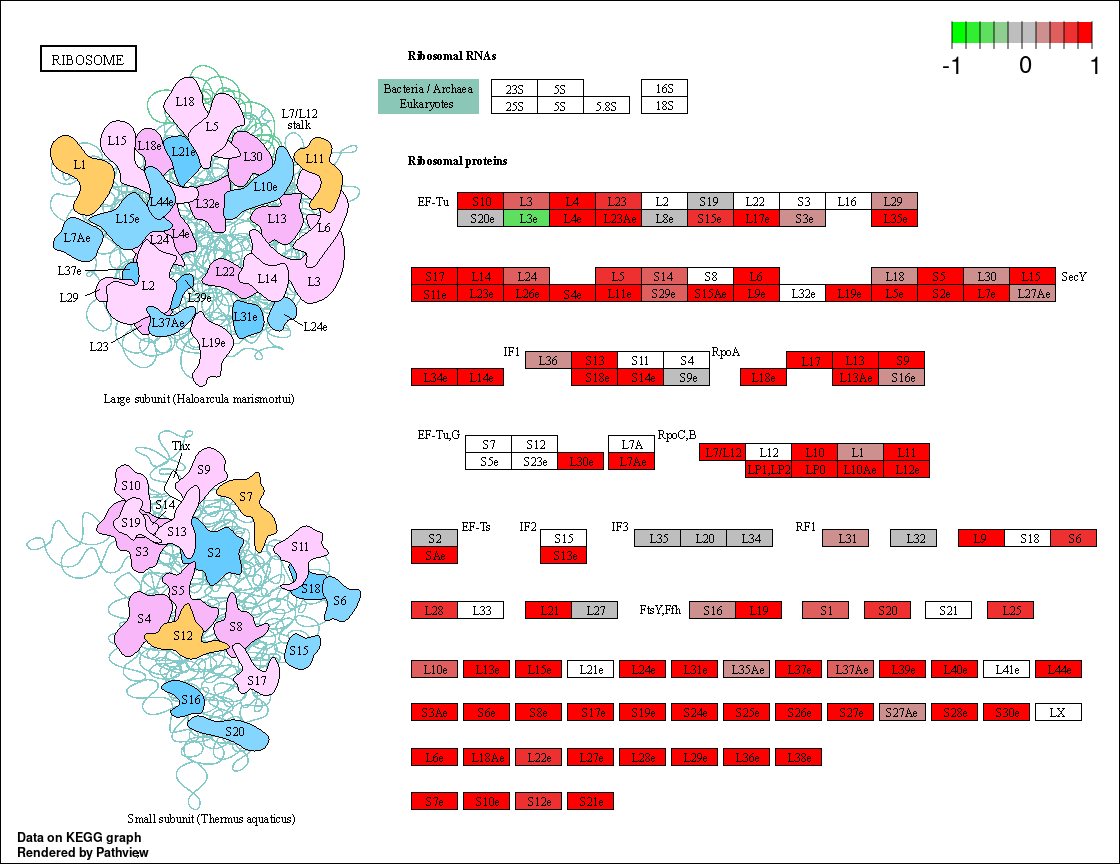 RIBOSOME
Ribosomal RNAs
-1 0 1
Bacteria / Archaea 23S 5S 16S
Eukaryotes 25S 5S 5.8S 18S
Ribosomal proteins
EF-Tu S10 L3 L4 L23 L2 S19 L22 S3 L16 L29
S20e L3e L4e L23Ae L8e S15e L17e S3e L35e
S17 L14 L24 L5 S14 S8 L6 L18 S5 L30 L15 SecY
S11e L23e L26e S4e L11e S29e S15Ae L9e L32e L19e L5e S2e L7e L27Ae
IF1 L36 S13 S11 S4 RpoA L17 L13 S9
L34e L14e S18e S14e S9e L18e L13Ae S16e
EF-Tu,G S7 S12 L7A RpoC,B L7/L12 L12 L10 L1 L11
S5e S23e L30e L7Ae LP1,LP2 LP0 L10Ae L12e
S2 EF-Ts IF2 S15 IF3 L35 L20 L34 RF1 L31 L32 L9 S18 S6
SAe S13e
L28 L33 L21 L27 FtsY,Ffh S16 L19 S1 S20 S21 L25
L10e L13e L15e L21e L24e L31e L35Ae L37e L37Ae L39e L40e L41e L44e
S3Ae S6e S8e S17e S19e S24e S25e S26e S27e S27Ae S28e S30e LX
L6e L18Ae L22e L27e L28e L29e L36e L38e
S7e S10e S12e S21e
L18
L5
L7/L12
stalk
L15
L18e
L21e
L30
L11
L1
L10e
L44e
L32e
L15e
L13
L6
L7Ae
L24
L4e
L37e
L22
L14
L3
L29
L2
L39e
L37Ae
L31e
L24e
L23
L19e
Large subunit (Haloarcula marismortui)
Thx
S9
S10
S7
S14
S19
S13
S3
S2
S11
S5
S18
S6
S4
S12
S8
S15
S17
S16
S20
Small subunit (Thermus aquaticus)
Data on KEGG graph
Rendered by Pathview